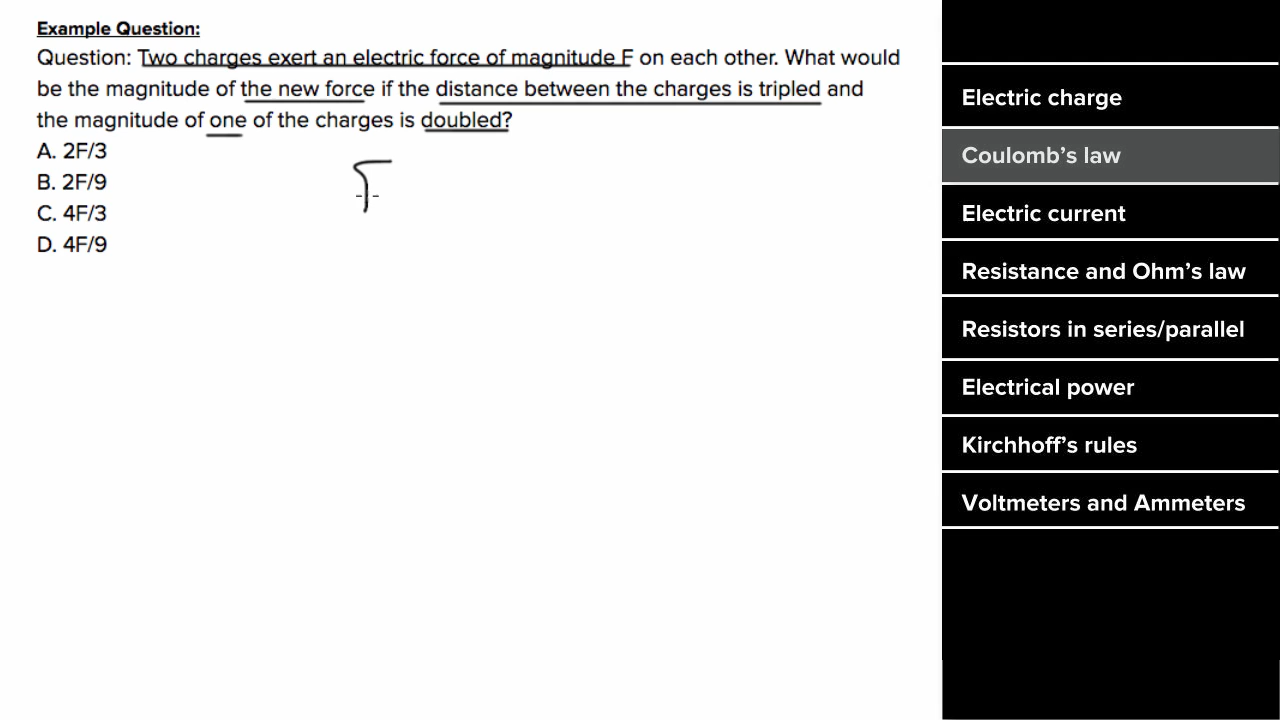 Example Question:
Question: Two charges exert an electric force of magnitude F on each other. What would
be the magnitude of the new force if the distance between the charges is tripled and
the magnitude of one of the charges is doubled?
A. 2F/3
B. 2F/9
C. 4F/3
D. 4F/9
Electric charge
Coulomb's law
Electric current
Resistance and Ohm's law
Resistors in series/parallel
Electrical power
Kirchhoff's rules
Voltmeters and Ammeters